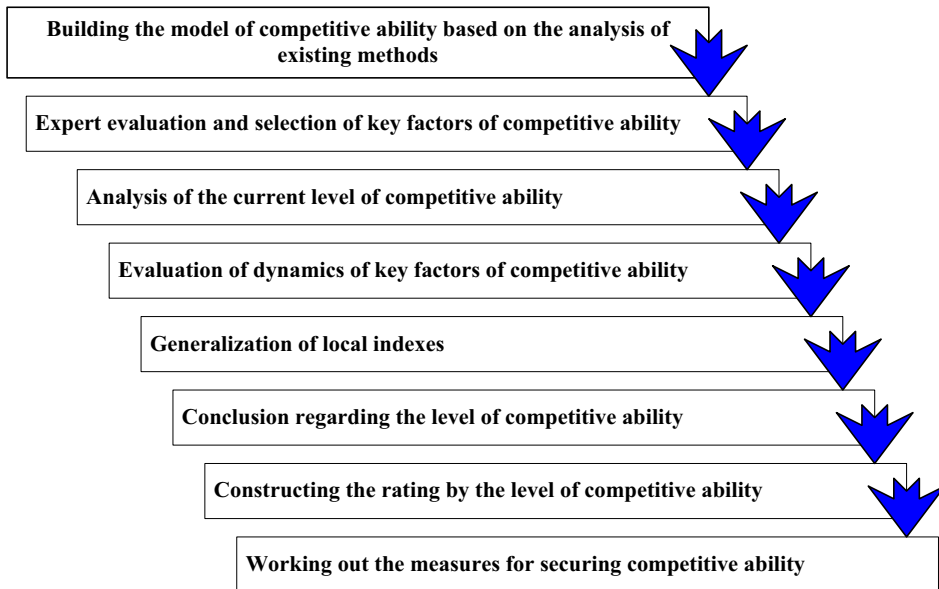 Building the model of competitive ability based on the analysis of
existing methods
Expert evaluation and selection of key factors of competitive ability
Analysis of the current level of competitive ability
Evaluation of dynamics of key factors of competitive ability
Generalization of local indexes
Conclusion regarding the level of competitive ability
Constructing the rating by the level of competitive ability
Working out the measures for securing competitive ability